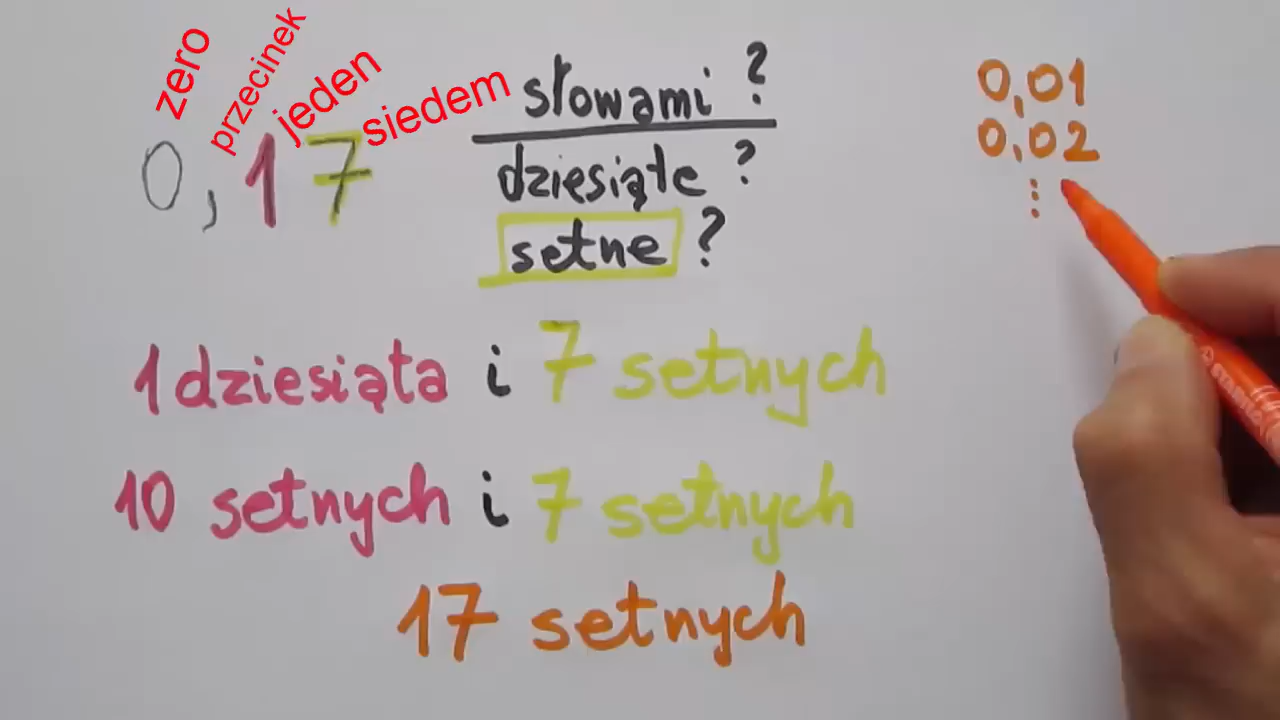 zero
przecinek
jeden
siedem
0,17
słowami ?
dziesiąte ?
setne ?
1 dziesiąta i 7 setnych
10 setnych i 7 setnych
17 setnych
0,01
0,02
⋮